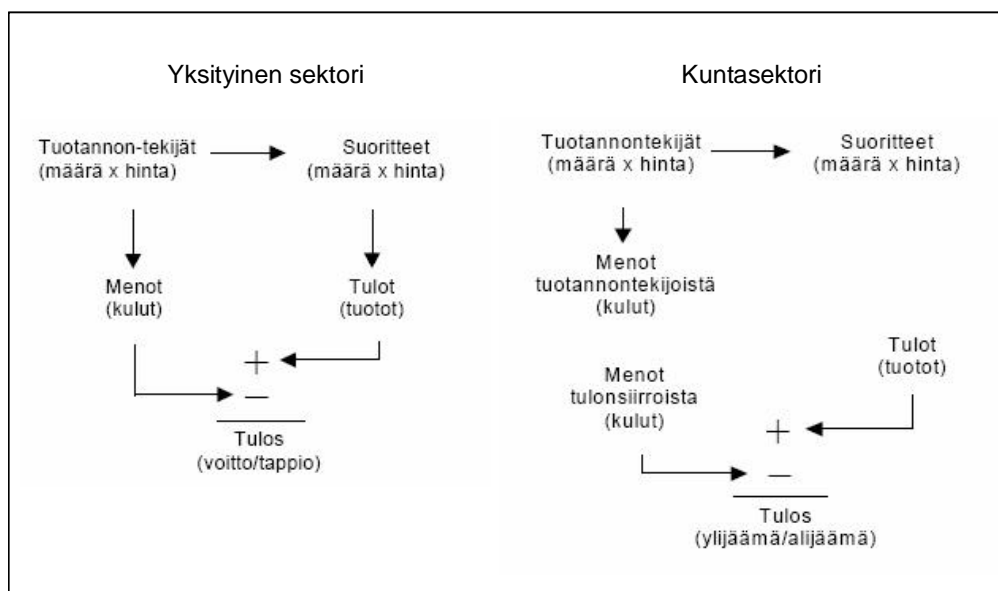 Yksityinen sektori
Tuotannon-tekijät
(määrä x hinta)
Suoritteet
(määrä x hinta)
Menot
(kulut)
Tulot
(tuotot)
+
–
Tulos
(voitto/tappio)
Kuntasektori
Tuotannontekijät
(määrä x hinta)
Suoritteet
(määrä x hinta)
Menot
tuotannontekijoistä
(kulut)
Menot
tulonsiirroista
(kulut)
Tulot
(tuotot)
+
–
Tulos
(ylijäämä/alijäämä)